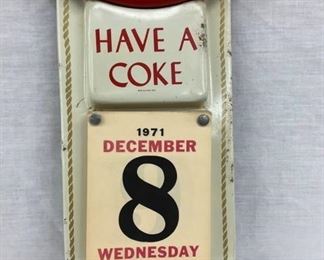 HAVE A
COKE
1971
DECEMBER
8
WEDNESDAY